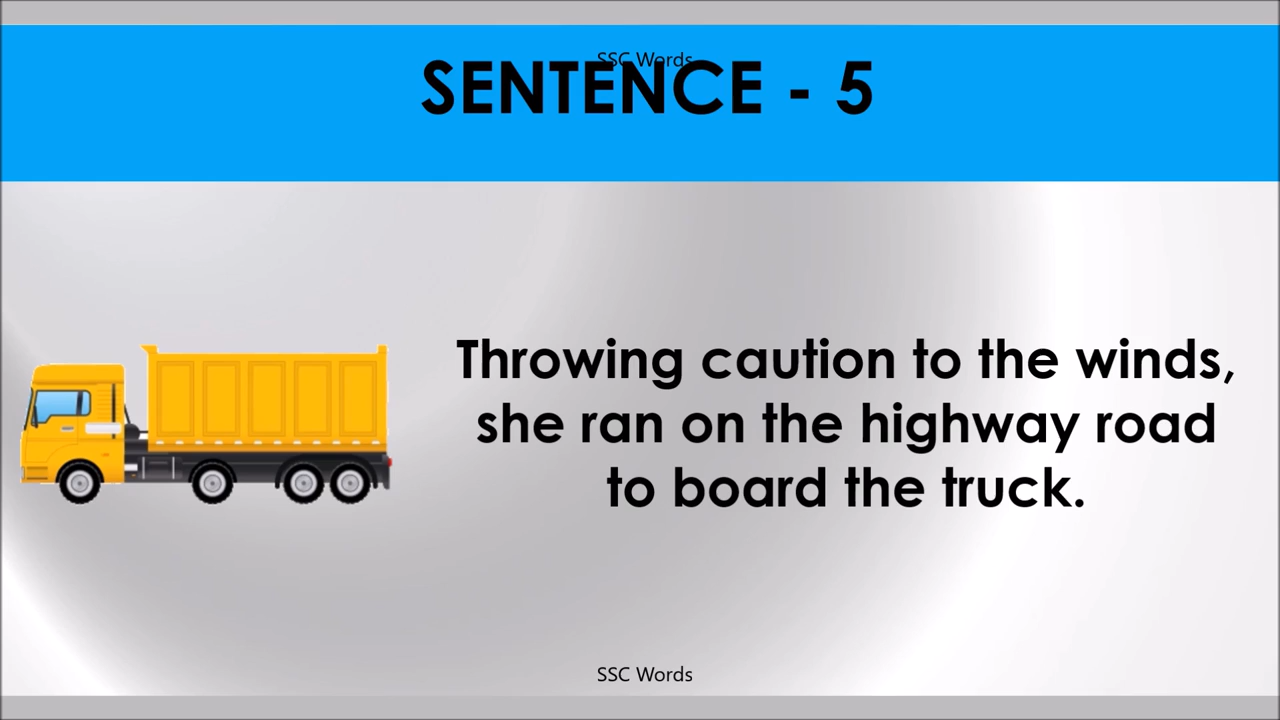 SSC Words
SENTENCE - 5
Throwing caution to the winds,
she ran on the highway road
to board the truck.
SSC Words